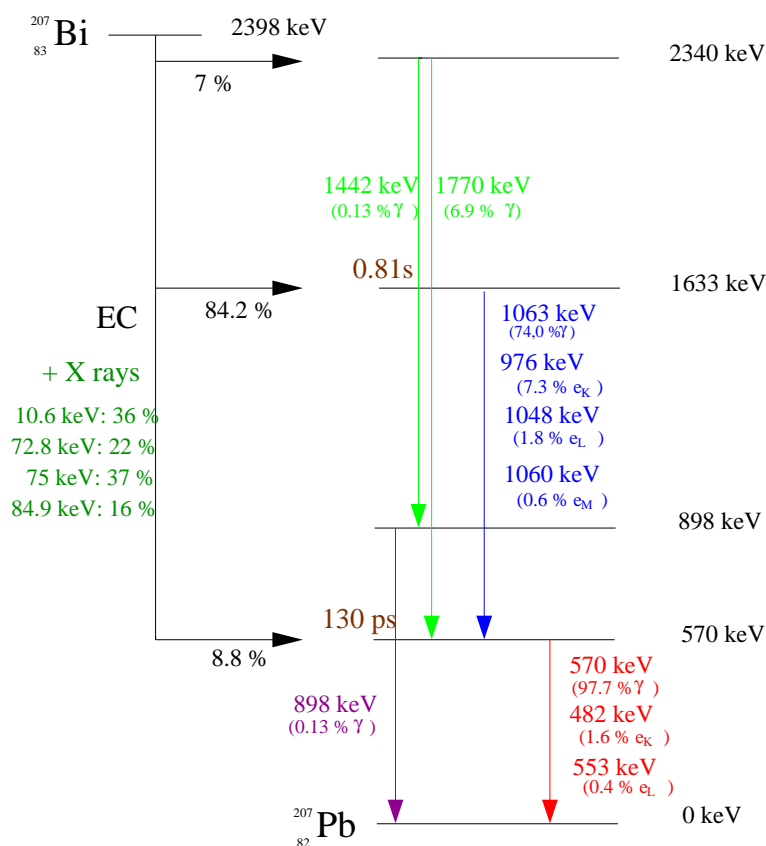 207
83 Bi
2398 keV
2340 keV
7 %
1442 keV 1770 keV
(0.13 % γ ) (6.9 % γ)
0.81s
1633 keV
84.2 %
EC
1063 keV
(74,0 %γ)
+ X rays
976 keV
(7.3 % eK )
10.6 keV: 36 %
1048 keV
(1.8 % eL )
72.8 keV: 22 %
75 keV: 37 %
1060 keV
(0.6 % eM )
84.9 keV: 16 %
898 keV
130 ps
570 keV
8.8 %
570 keV
(97.7 % γ )
898 keV
(0.13 % γ )
482 keV
(1.6 % eK )
553 keV
(0.4 % eL )
207
82 Pb
0 keV